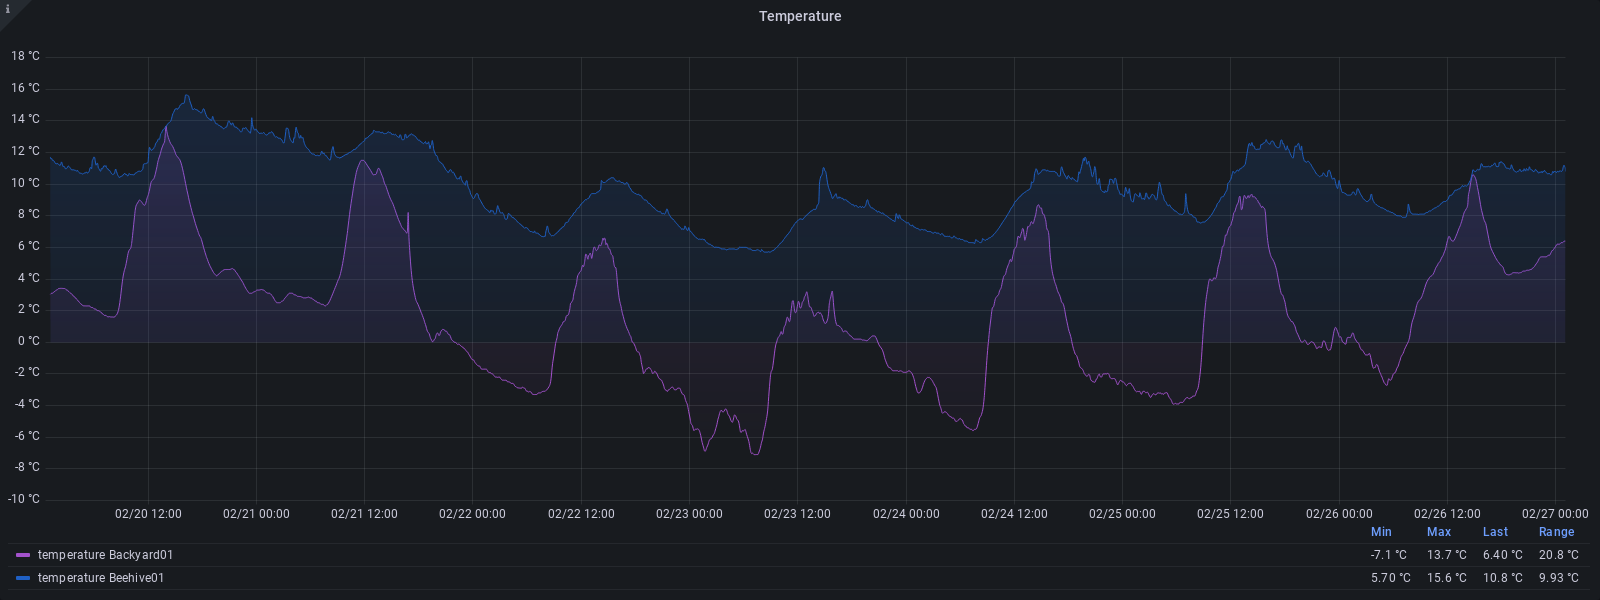 i
Temperature
18 °C
16 °C
14 °C
12 °C
10 °C
8 °C
6 °C
4 °C
2 °C
0 °C
-2 °C
-4 °C
-6 °C
-8 °C
-10 °C
02/20 12:00 02/21 00:00 02/21 12:00 02/22 00:00 02/22 12:00 02/23 00:00 02/23 12:00 02/24 00:00 02/24 12:00 02/25 00:00 02/25 12:00 02/26 00:00 02/26 12:00 02/27 00:00
Min Max Last Range
temperature Backyard01 -7.1 °C 13.7 °C 6.40 °C 20.8 °C
temperature Beehive01 5.70 °C 15.6 °C 10.8 °C 9.93 °C